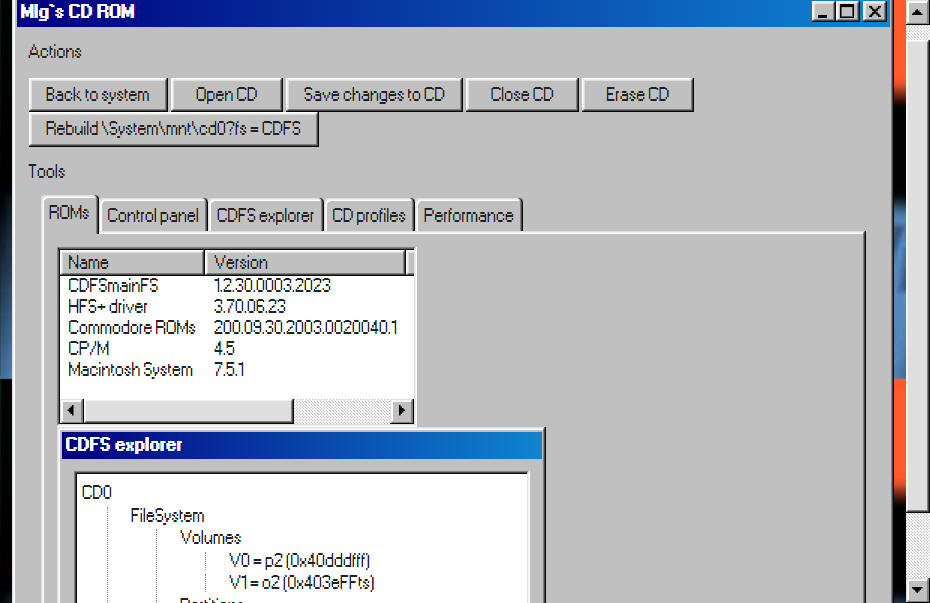 Mlg`s CD ROM
Actions
Back to system Open CD Save changes to CD Close CD Erase CD
Rebuild \System\mnt\cd0?fs = CDFS
Tools
ROMs Control panel CDFS explorer CD profiles Performance
Name Version
CDFSmainFS 1.2.30.0003.2023
HFS+ driver 3.70.06.23
Commodore ROMs 200.09.30.2003.0020040.1
CP/M 4.5
Macintosh System 7.5.1
CDFS explorer
CD0
FileSystem
Volumes
V0 = p2 (0x40dddfff)
V1 = o2 (0x403eFFts)